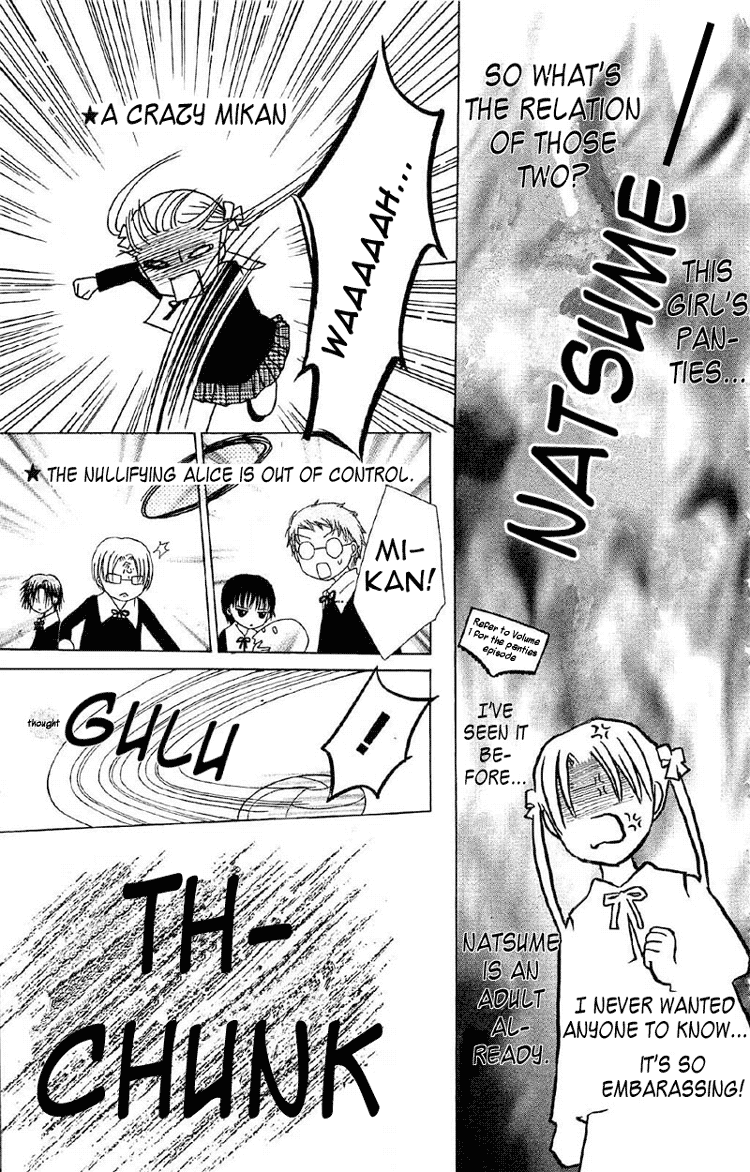 SO WHAT'S
THE RELATION
OF THOSE
TWO?
NATSUME
THIS
GIRL'S
PAN-
TIES...
Refer to Volume
1 for the panties
episode
I'VE
SEEN IT
BE-
FORE...
NATSUME
IS AN
ADULT
AL-
READY.
I NEVER WANTED
ANYONE TO KNOW...
IT'S SO
EMBARASSING!
★A CRAZY MIKAN
WAAAAAH...
★ THE NULLIFYING ALICE IS OUT OF CONTROL.
MI-
KAN!
!
thought
GULU
TH-
CHUNK